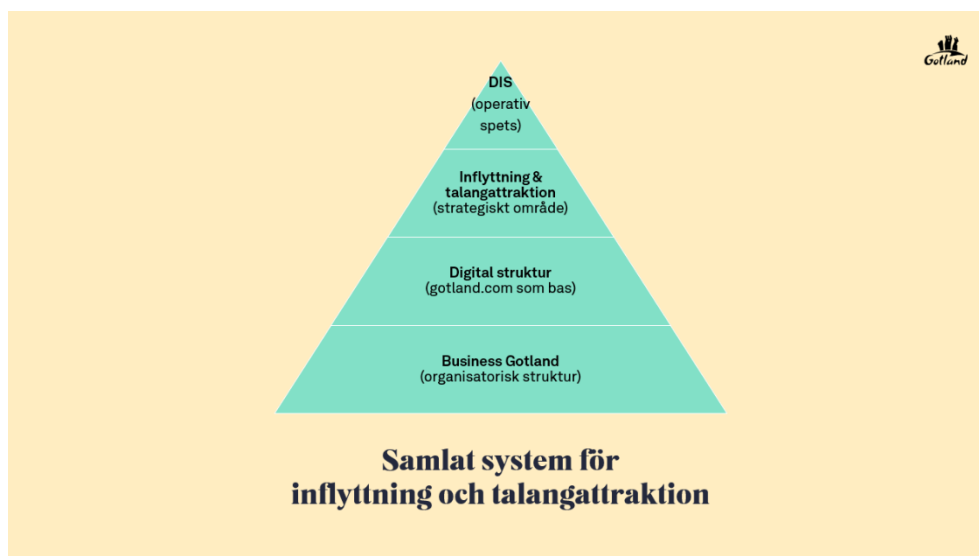 Gotland
DIS
(operativ
spets)
Inflyttning &
talangattraktion
(strategiskt område)
Digital struktur
(gotland.com som bas)
Business Gotland
(organisatorisk struktur)
Samlat system för
inflyttning och talangattraktion